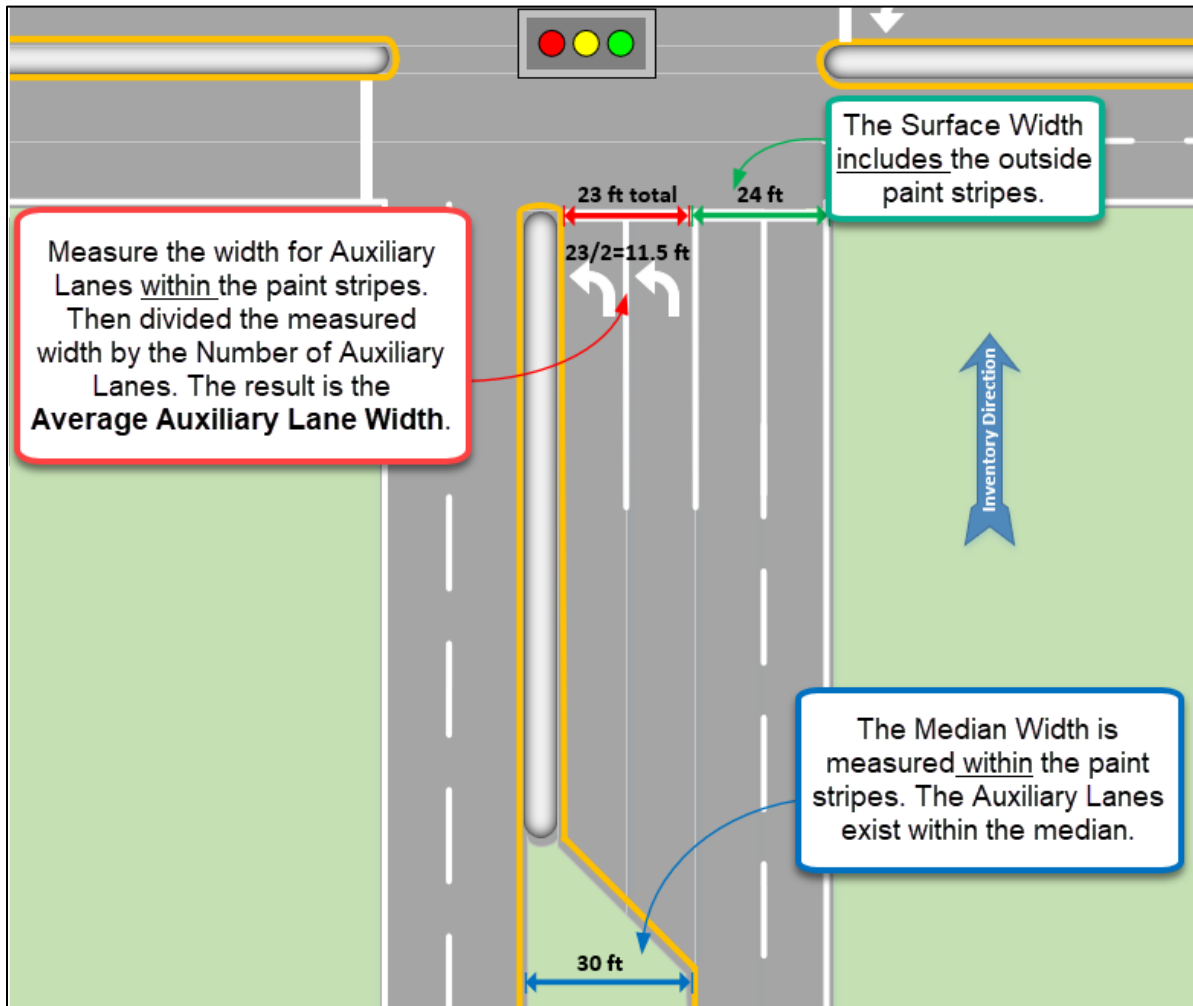 The Surface Width
includes the outside
paint stripes.
23 ft total
24 ft
23/2=11.5 ft
Measure the width for Auxiliary
Lanes within the paint stripes.
Then divided the measured
width by the Number of Auxiliary
Lanes. The result is the
Average Auxiliary Lane Width.
Inventory Direction
The Median Width is
measured within the paint
stripes. The Auxiliary Lanes
exist within the median.
30 ft